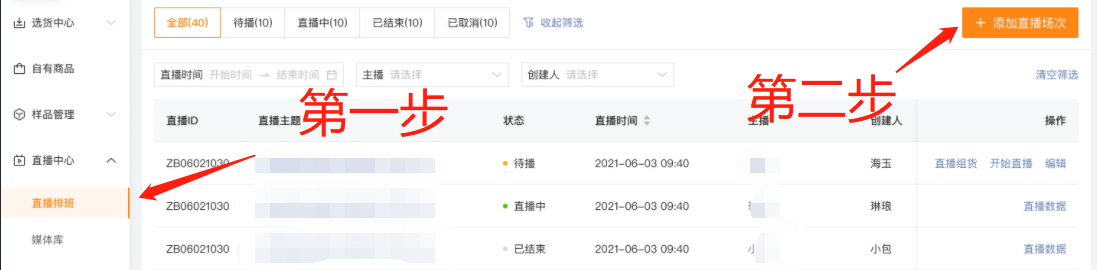 选货中心
自有商品
样品管理
直播中心
直播排班
媒体库
全部(40) 待播(10) 直播中(10) 已结束(10) 已取消(10) 收起筛选
+ 添加直播场次
直播时间 开始时间 → 结束时间 主播 请选择 创建人 请选择 清空筛选
第一步
第二步
直播ID 直播主题 状态 直播时间 主播 创建人 操作
ZB06021030 待播 2021-06-03 09:40 海玉 直播组货 开始直播 编辑
ZB06021030 直播中 2021-06-03 09:40 琳琅 直播数据
ZB06021030 已结束 2021-06-03 09:40 小包 直播数据